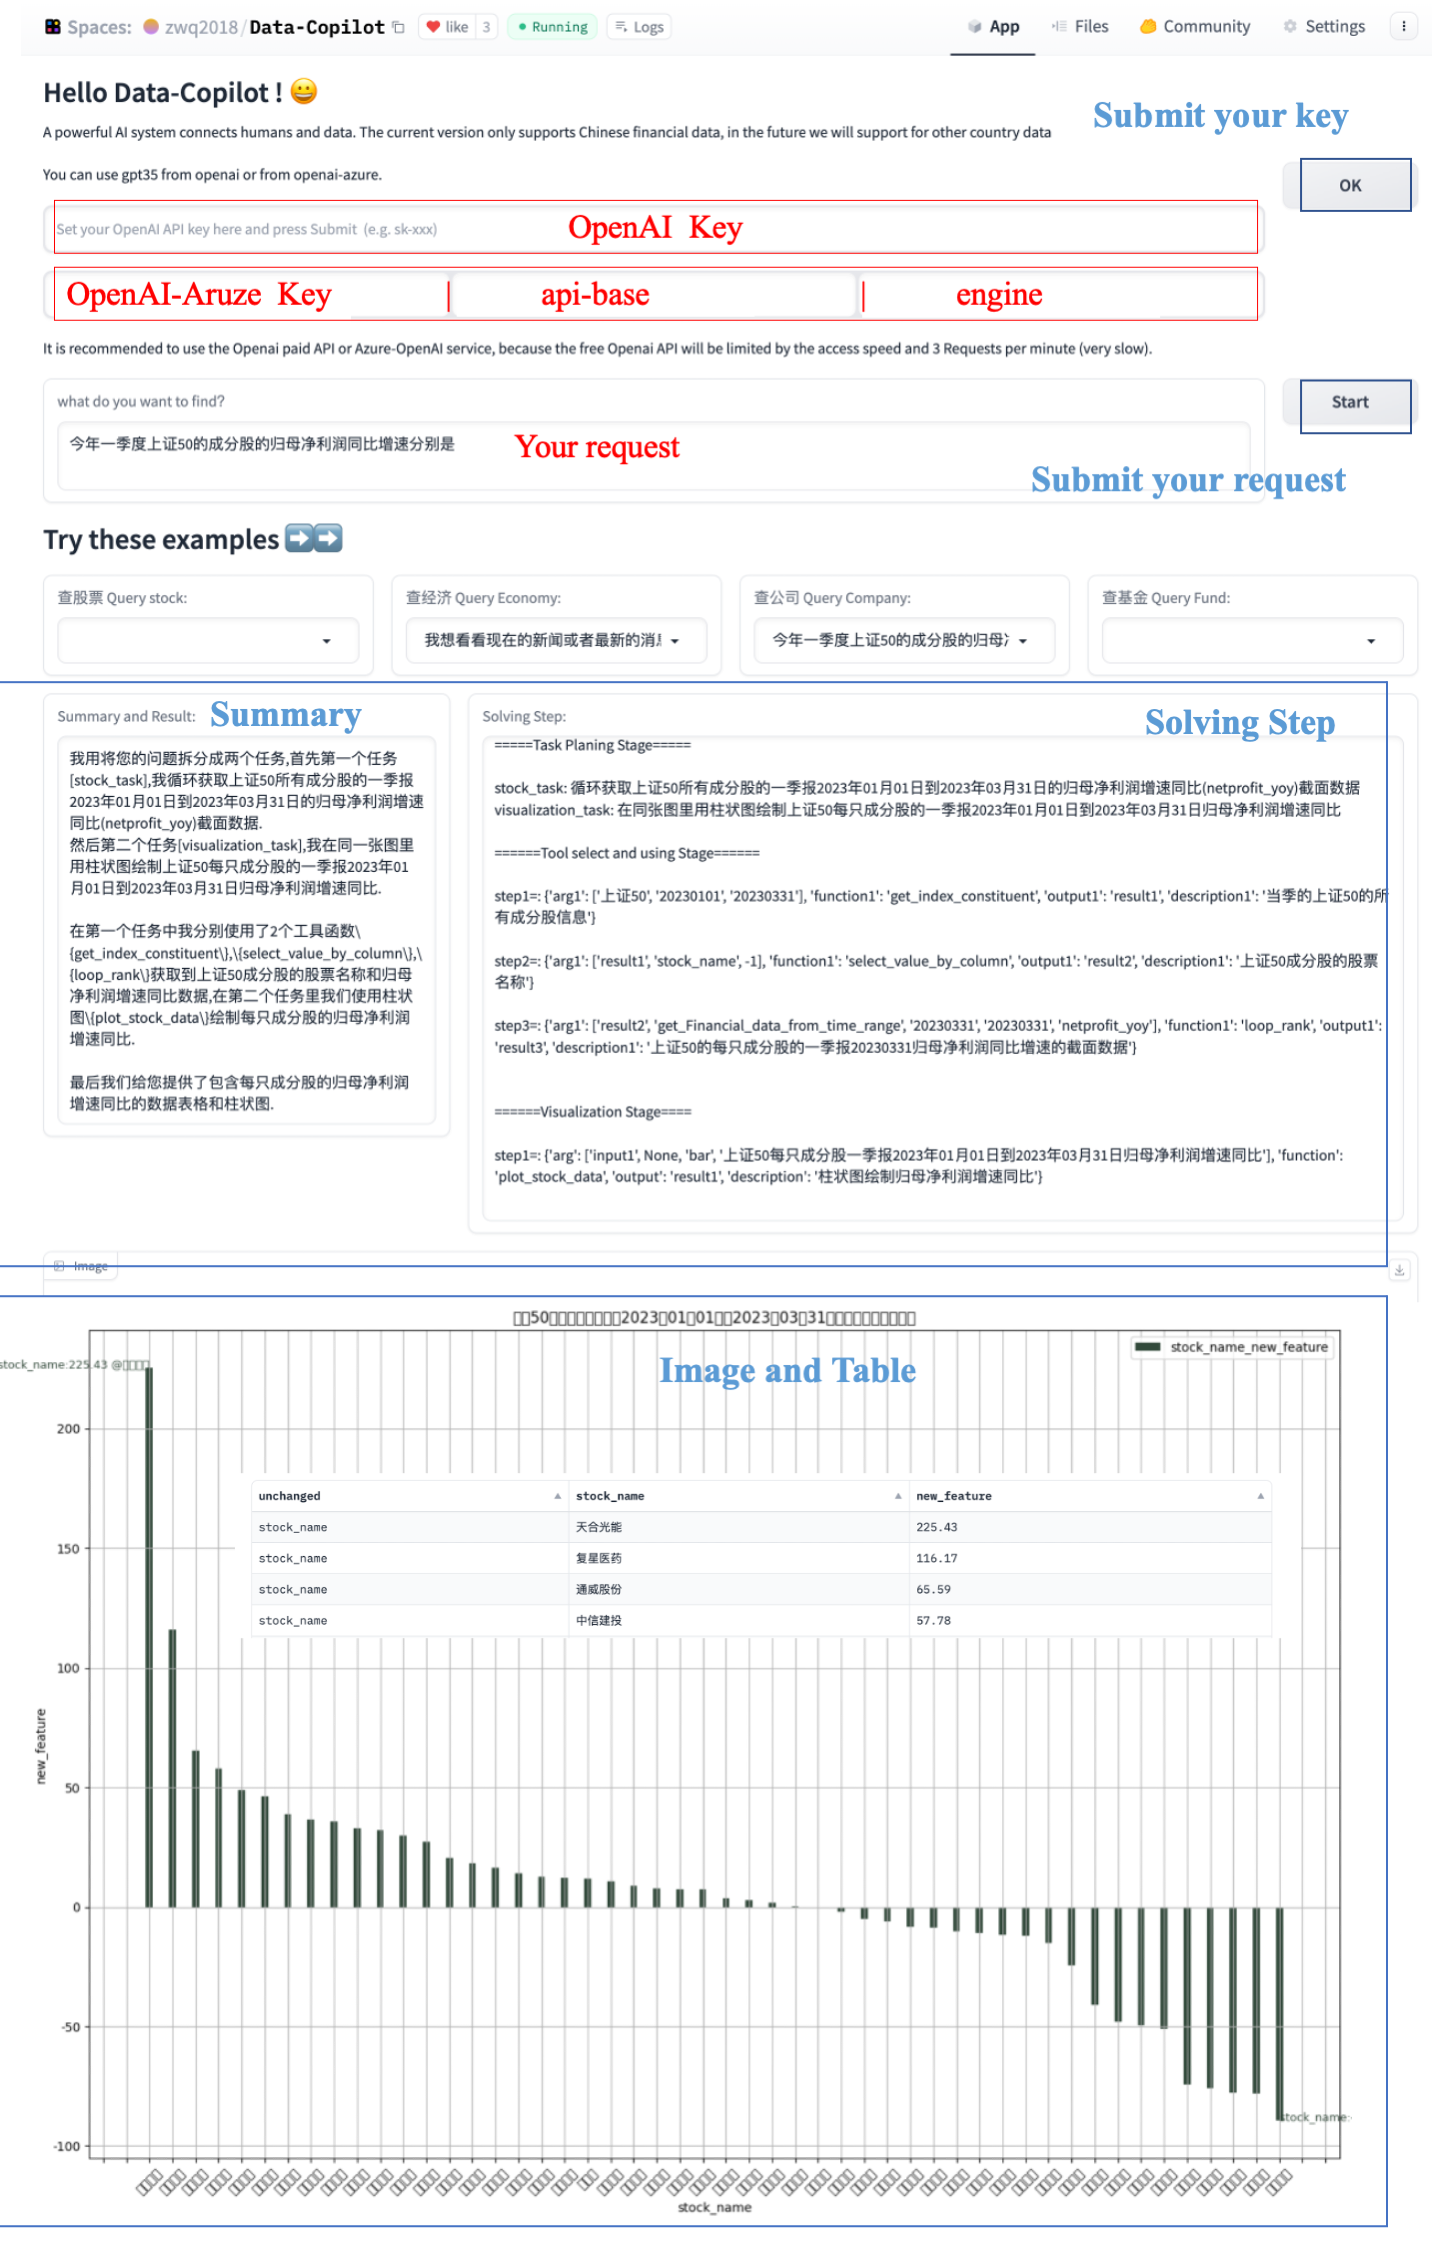 Spaces: zwq2018/Data-Copilot like 3 Running Logs App Files Community Settings
Hello Data-Copilot !
Submit your key
A powerful AI system connects humans and data. The current version only supports Chinese financial data, in the future we will support for other country data
You can use gpt35 from openai or from openai-azure.
OK
Set your OpenAI API key here and press Submit (e.g. sk-xxx) OpenAI Key
OpenAI-Aruze Key | api-base | engine
It is recommended to use the Openai paid API or Azure-OpenAI service, because the free Openai API will be limited by the access speed and 3 Requests per minute (very slow).
what do you want to find?
Start
今年一季度上证50的成分股的归母净利润同比增速分别是 Your request
Submit your request
Try these examples
查股票 Query stock:
查经济 Query Economy:
我想看看现在的新闻或者最新的消
查公司 Query Company:
今年一季度上证50的成分股的归母
查基金 Query Fund:
Summary and Result: Summary
我用将您的问题拆分成两个任务,首先第一个任务
[stock_task],我循环获取上证50所有成分股的一季报
2023年01月01日到2023年03月31日的归母净利润增速
同比(netprofit_yoy)截面数据.
然后第二个任务[visualization_task],我在同一张图里
用柱状图绘制上证50每只成分股的一季报2023年01
月01日到2023年03月31日归母净利润增速同比.
在第一个任务中我分别使用了2个工具函数\
{get_index_constituent\},\{select_value_by_column\},\
{loop_rank\}获取到上证50成分股的股票名称和归母
净利润增速同比数据,在第二个任务里我们使用柱状
图\{plot_stock_data\}绘制每只成分股的归母净利润
增速同比.
最后我们给您提供了包含每只成分股的归母净利润
增速同比的数据表格和柱状图.
Solving Step: Solving Step
=====Task Planing Stage=====
stock_task: 循环获取上证50所有成分股的一季报2023年01月01日到2023年03月31日的归母净利润增速同比(netprofit_yoy)截面数据
visualization_task: 在同张图里用柱状图绘制上证50每只成分股的一季报2023年01月01日到2023年03月31日归母净利润增速同比
======Tool select and using Stage======
step1=: {'arg1': ['上证50', '20230101', '20230331'], 'function1': 'get_index_constituent', 'output1': 'result1', 'description1': '当季的上证50的所
有成分股信息'}
step2=: {'arg1': ['result1', 'stock_name', -1], 'function1': 'select_value_by_column', 'output1': 'result2', 'description1': '上证50成分股的股票
名称'}
step3=: {'arg1': ['result2', 'get_Financial_data_from_time_range', '20230331', '20230331', 'netprofit_yoy'], 'function1': 'loop_rank', 'output1':
'result3', 'description1': '上证50的每只成分股的一季报20230331归母净利润同比增速的截面数据'}
======Visualization Stage====
step1=: {'arg': ['input1', None, 'bar', '上证50每只成分股一季报2023年01月01日到2023年03月31日归母净利润增速同比'], 'function':
'plot_stock_data', 'output': 'result1', 'description': '柱状图绘制归母净利润增速同比'}
Image
50 2023 01 01 2023 03 31
stock_name:225.43 @
stock_name_new_feature
Image and Table
unchanged stock_name new_feature
stock_name 天合光能 225.43
stock_name 复星医药 116.17
stock_name 通威股份 65.59
stock_name 中信建投 57.78
200
150
100
50
0
-50
-100
new_feature
stock_name:
stock_name